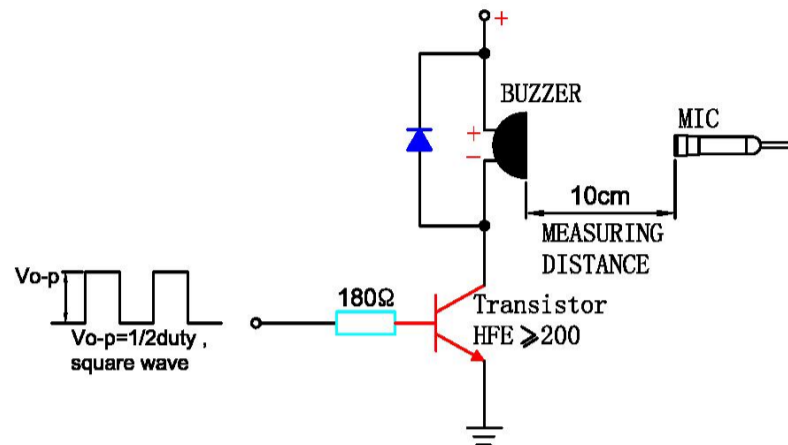 +
BUZZER
MIC
+
−
10cm
MEASURING
DISTANCE
Vo-p
180Ω
Transistor
HFE ⩾200
Vo-p=1/2duty ,
square wave